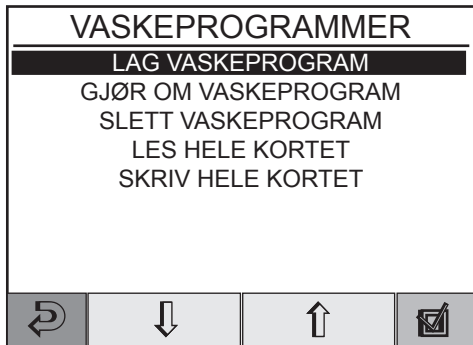 VASKEPROGRAMMER
LAG VASKEPROGRAM
GJØR OM VASKEPROGRAM
SLETT VASKEPROGRAM
LES HELE KORTET
SKRIV HELE KORTET